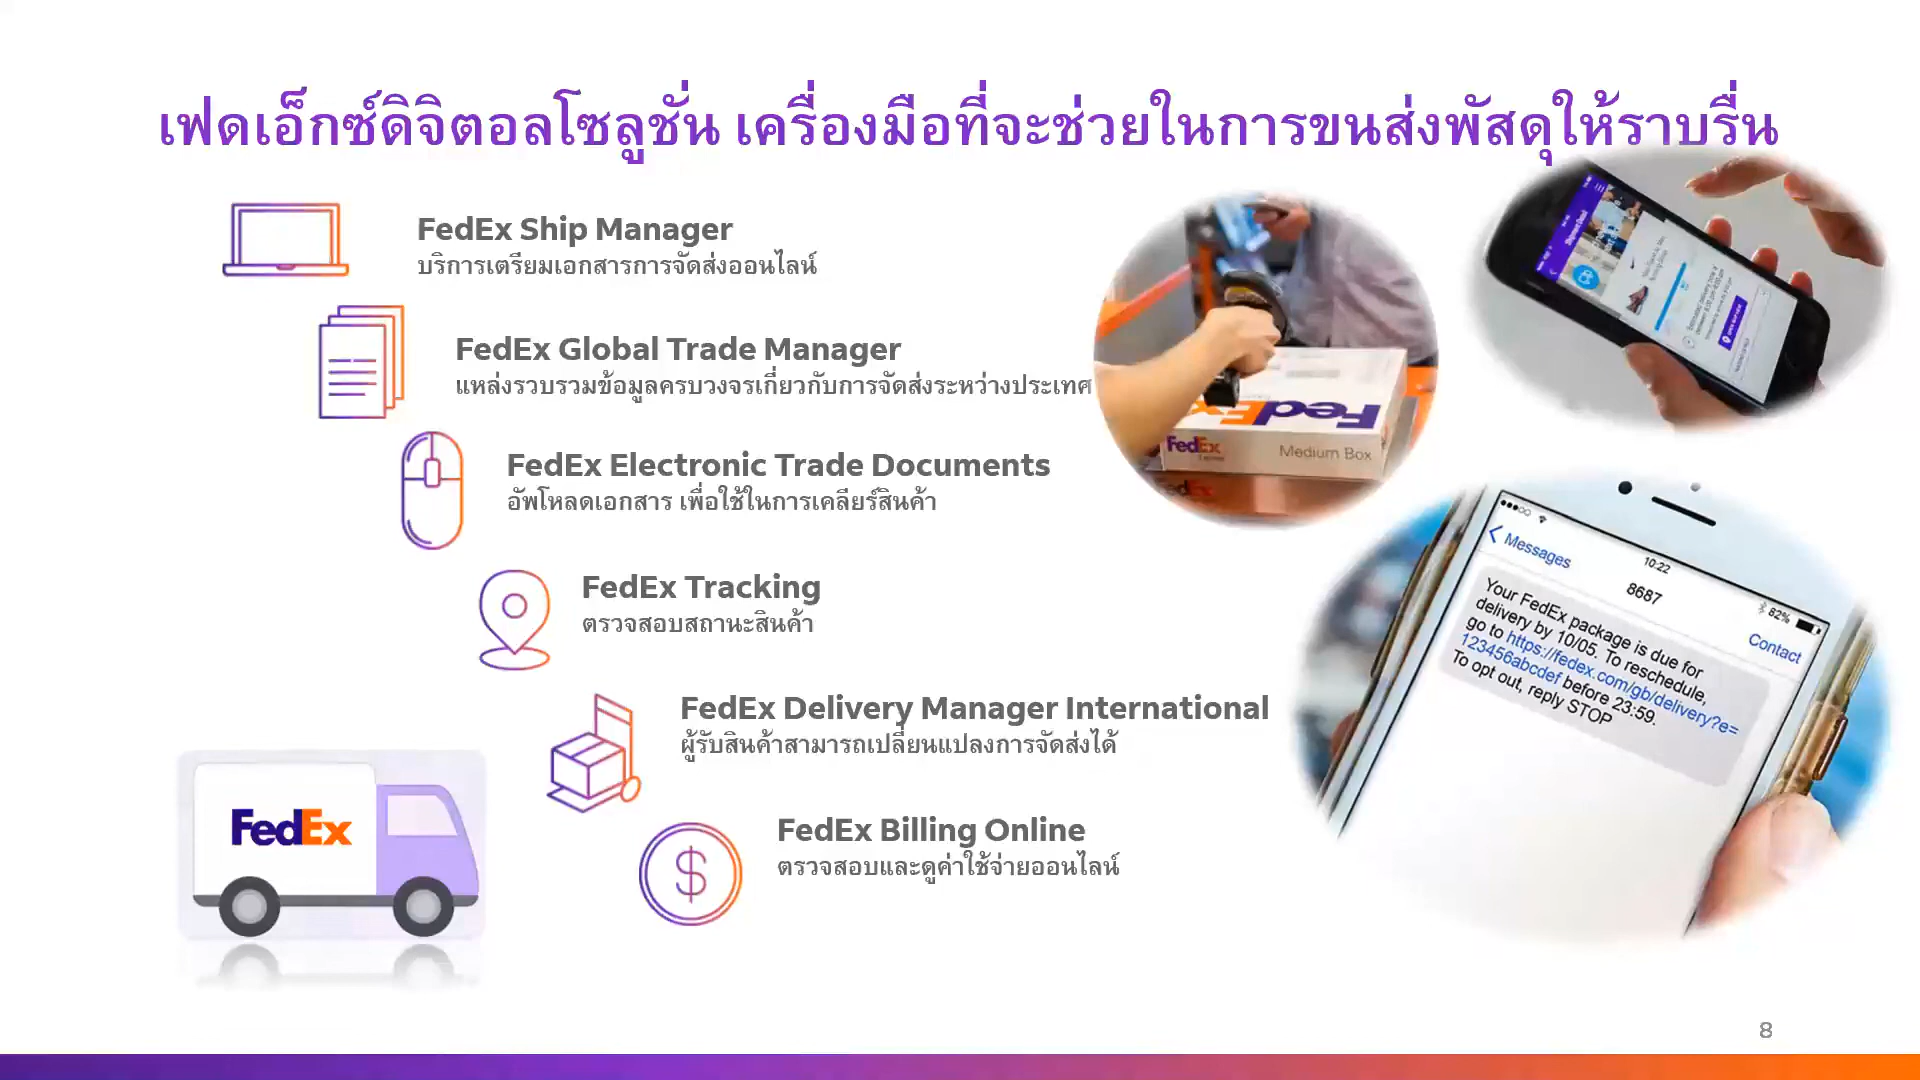 เฟดเอ็กซ์ดิจิตอลโซลูชั่น เครื่องมือที่จะช่วยในการขนส่งพัสดุให้ราบรื่น
FedEx Ship Manager
บริการเตรียมเอกสารการจัดส่งออนไลน์
FedEx Global Trade Manager
แหล่งรวบรวมข้อมูลครบวงจรเกี่ยวกับการจัดส่งระหว่างประเทศ
FedEx Electronic Trade Documents
อัพโหลดเอกสาร เพื่อใช้ในการเคลียร์สินค้า
FedEx Tracking
ตรวจสอบสถานะสินค้า
FedEx Delivery Manager International
ผู้รับสินค้าสามารถเปลี่ยนแปลงการจัดส่งได้
FedEx Billing Online
ตรวจสอบและดูค่าใช้จ่ายออนไลน์
FedEx
FedEx
FedEx
Medium Box
Shipment Detail
10:22
82%
Messages
8687
Contact
Your FedEx package is due for
delivery by 10/05. To reschedule,
go to https://fedex.com/gb/delivery?e=
123456abcdef before 23:59.
To opt out, reply STOP
8